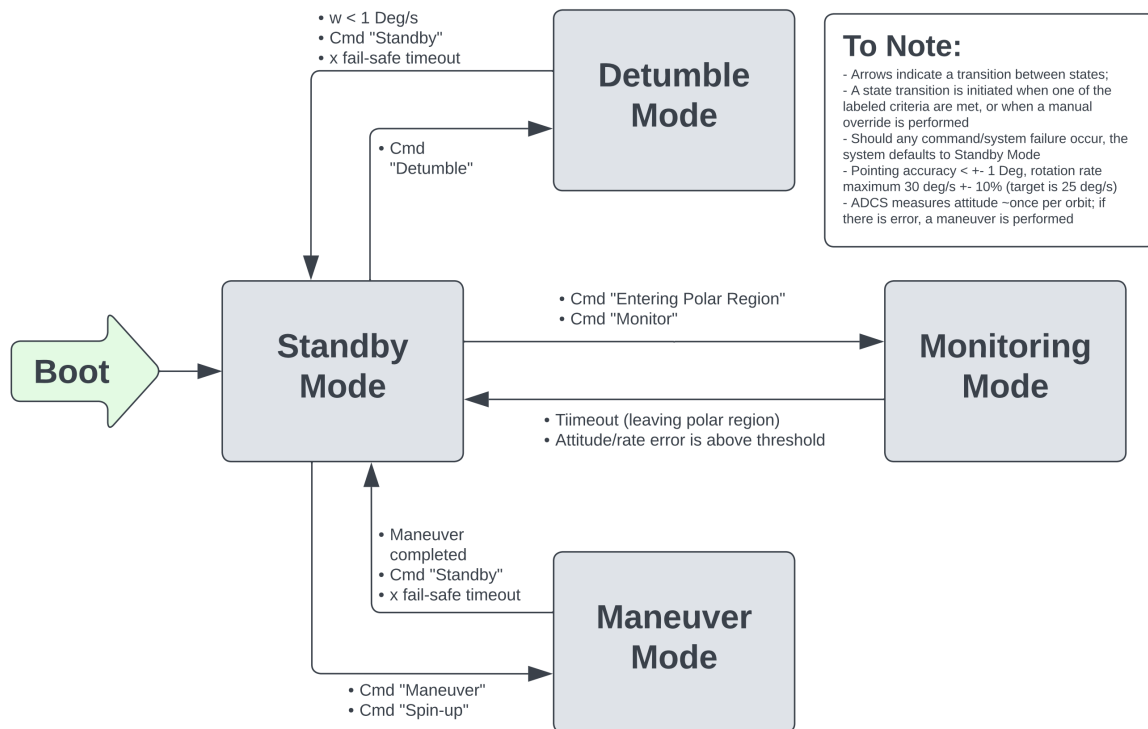 • w < 1 Deg/s
• Cmd "Standby"
• x fail-safe timeout
Detumble
Mode
• Cmd
"Detumble"
To Note:
- Arrows indicate a transition between states;
- A state transition is initiated when one of the
labeled criteria are met, or when a manual
override is performed
- Should any command/system failure occur, the
system defaults to Standby Mode
- Pointing accuracy < +- 1 Deg, rotation rate
maximum 30 deg/s +- 10% (target is 25 deg/s)
- ADCS measures attitude ~once per orbit; if
there is error, a maneuver is performed
Boot
Standby
Mode
• Cmd "Entering Polar Region"
• Cmd "Monitor"
Monitoring
Mode
• Tiimeout (leaving polar region)
• Attitude/rate error is above threshold
• Maneuver
completed
• Cmd "Standby"
• x fail-safe timeout
Maneuver
Mode
• Cmd "Maneuver"
• Cmd "Spin-up"